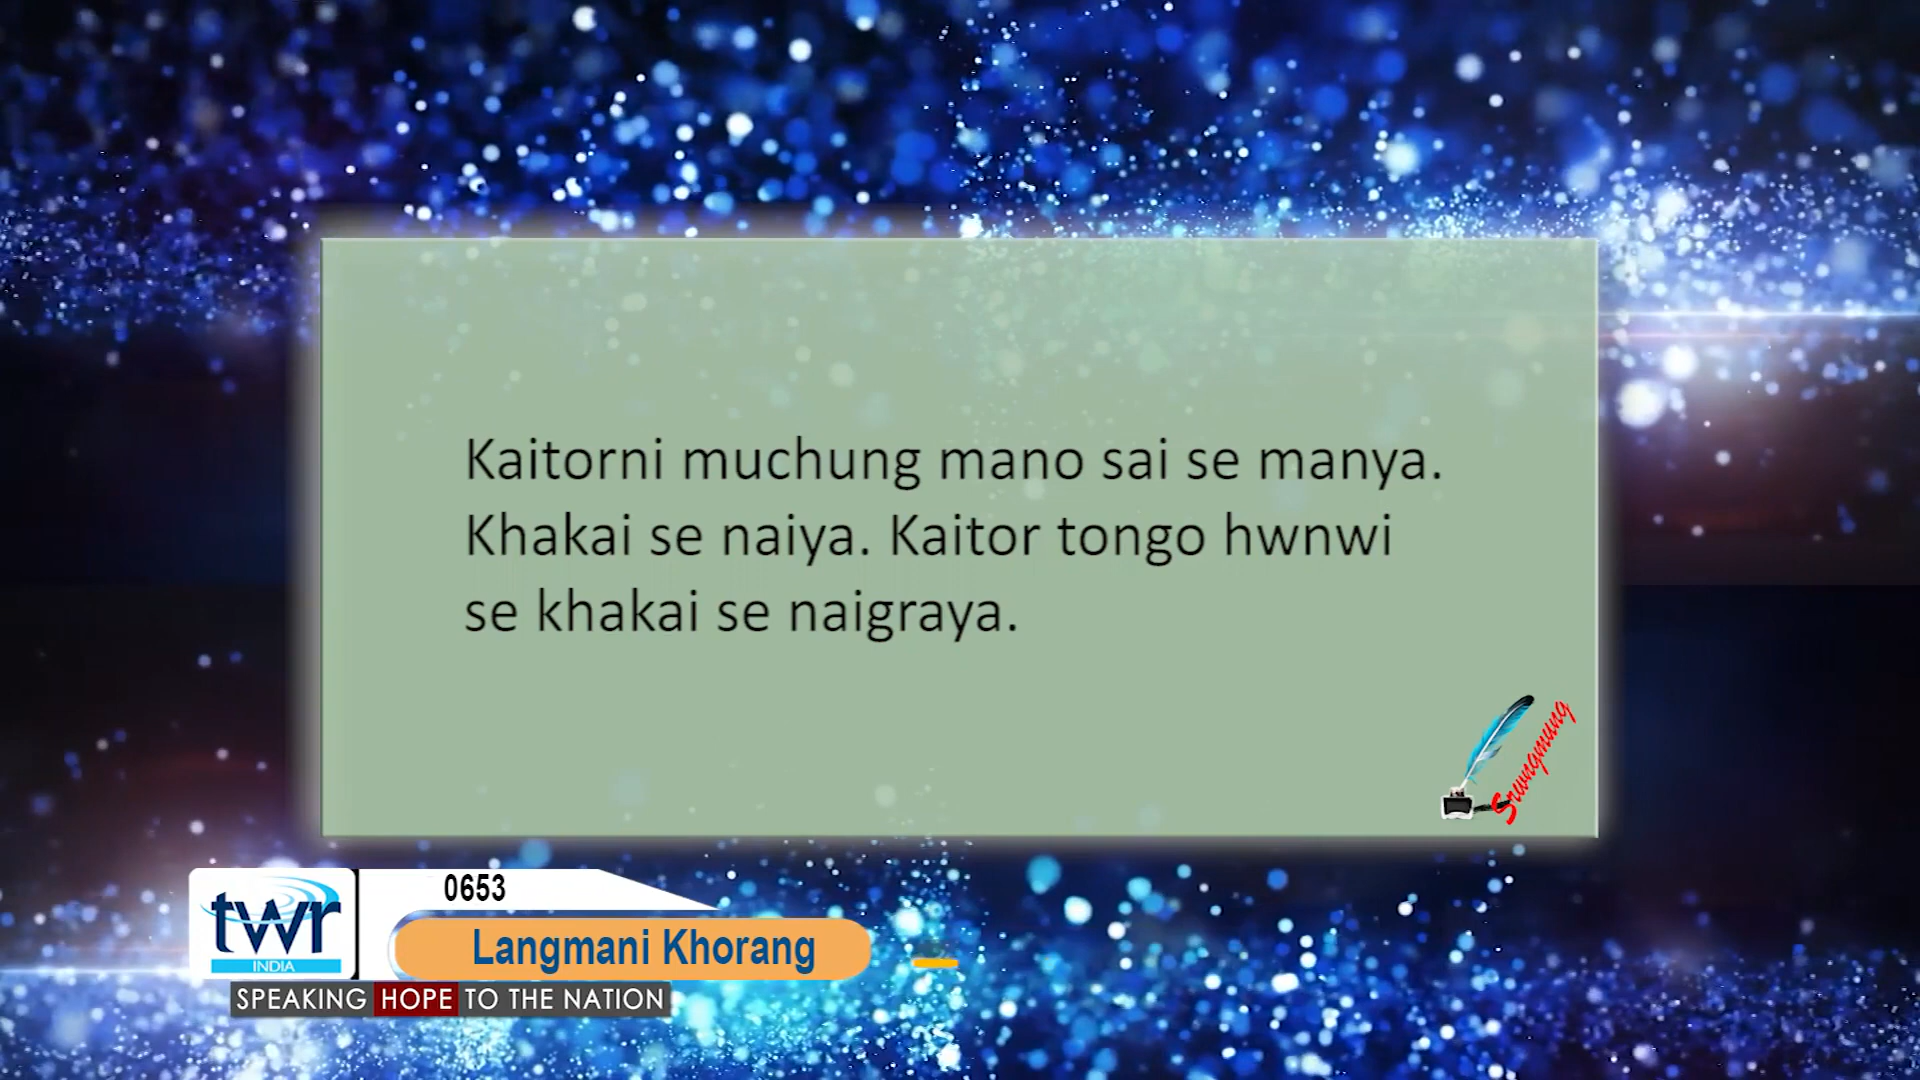 Kaitorni muchung mano sai se manya.
Khakai se naiya. Kaitor tongo hwnwi
se khakai se naigraya.
Srwngmung
twr
INDIA
0653
Langmani Khorang
SPEAKING HOPE TO THE NATION